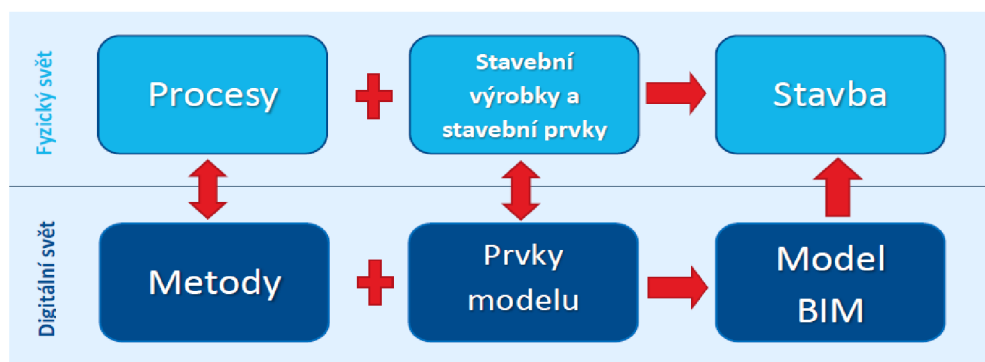 Fyzický svět
Procesy
Stavební
výrobky a
stavební prvky
Stavba
Digitální svět
Metody
Prvky
modelu
Model
BIM